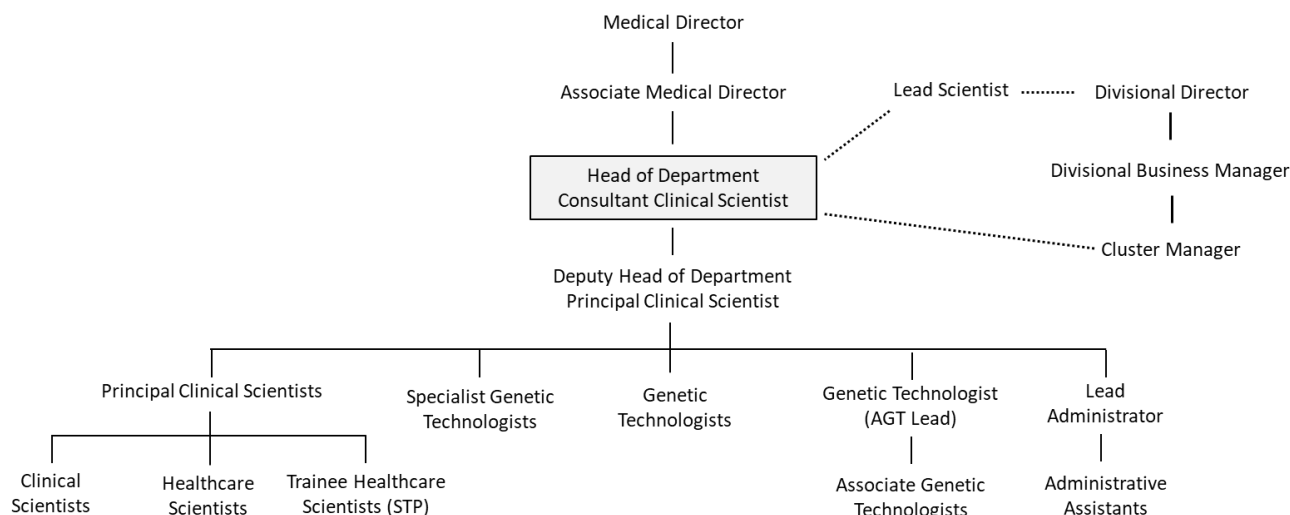 Medical Director
Associate Medical Director
Lead Scientist
Divisional Director
Head of Department
Consultant Clinical Scientist
Divisional Business Manager
Cluster Manager
Deputy Head of Department
Principal Clinical Scientist
Principal Clinical Scientists
Specialist Genetic
Technologists
Genetic
Technologists
Genetic Technologist
(AGT Lead)
Lead
Administrator
Clinical
Scientists
Healthcare
Scientists
Trainee Healthcare
Scientists (STP)
Associate Genetic
Technologists
Administrative
Assistants